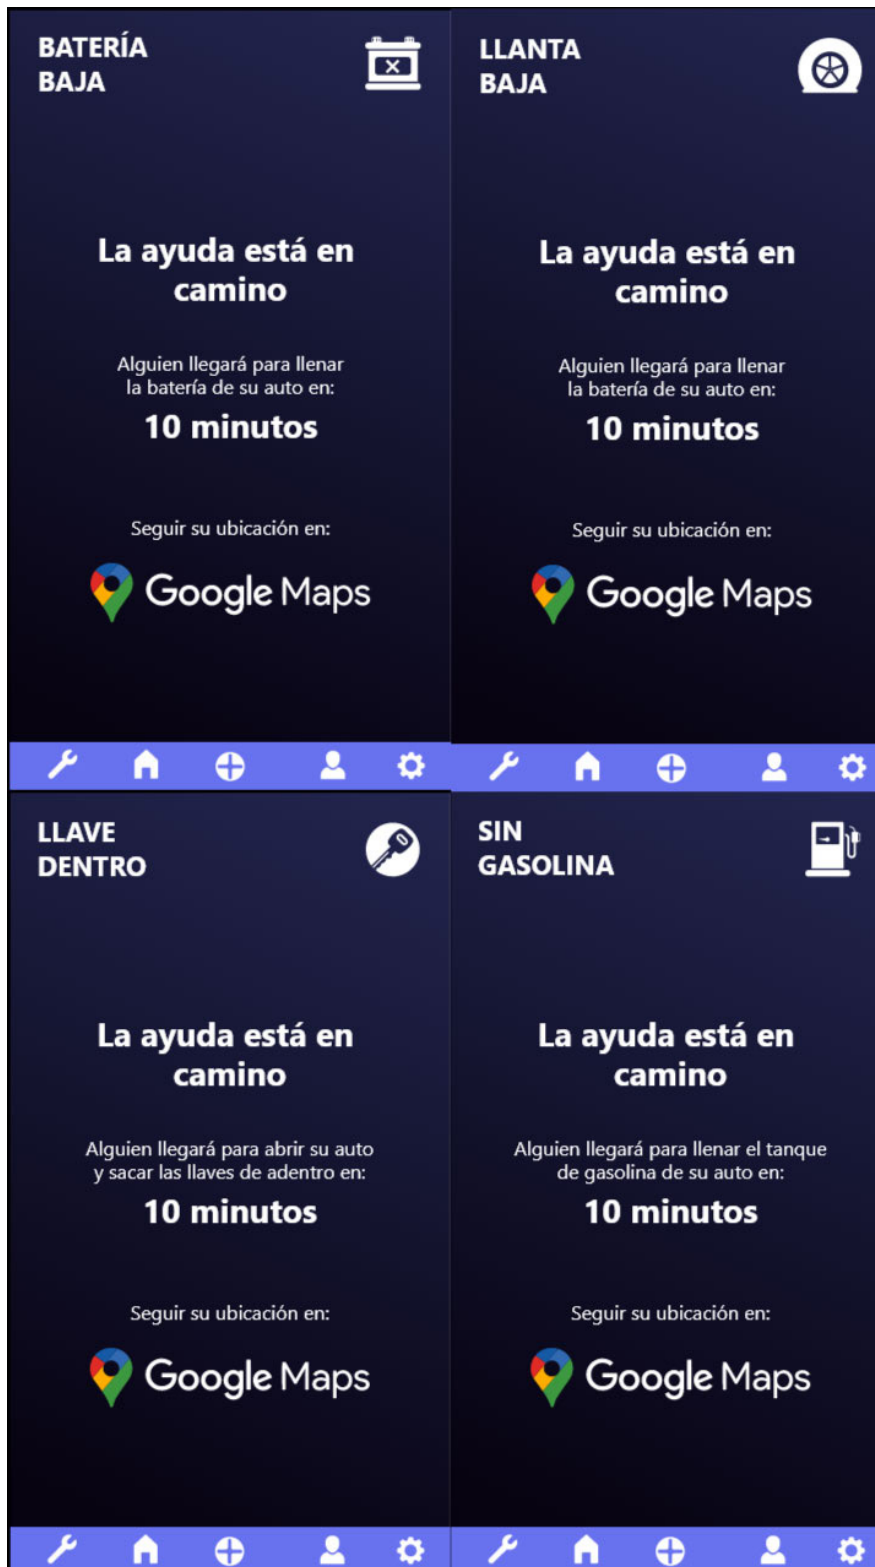 BATERÍA
BAJA
La ayuda está en
camino
Alguien llegará para llenar
la batería de su auto en:
10 minutos
Seguir su ubicación en:
Google Maps
LLANTA
BAJA
La ayuda está en
camino
Alguien llegará para llenar
la batería de su auto en:
10 minutos
Seguir su ubicación en:
Google Maps
LLAVE
DENTRO
La ayuda está en
camino
Alguien llegará para abrir su auto
y sacar las llaves de adentro en:
10 minutos
Seguir su ubicación en:
Google Maps
SIN
GASOLINA
La ayuda está en
camino
Alguien llegará para llenar el tanque
de gasolina de su auto en:
10 minutos
Seguir su ubicación en:
Google Maps